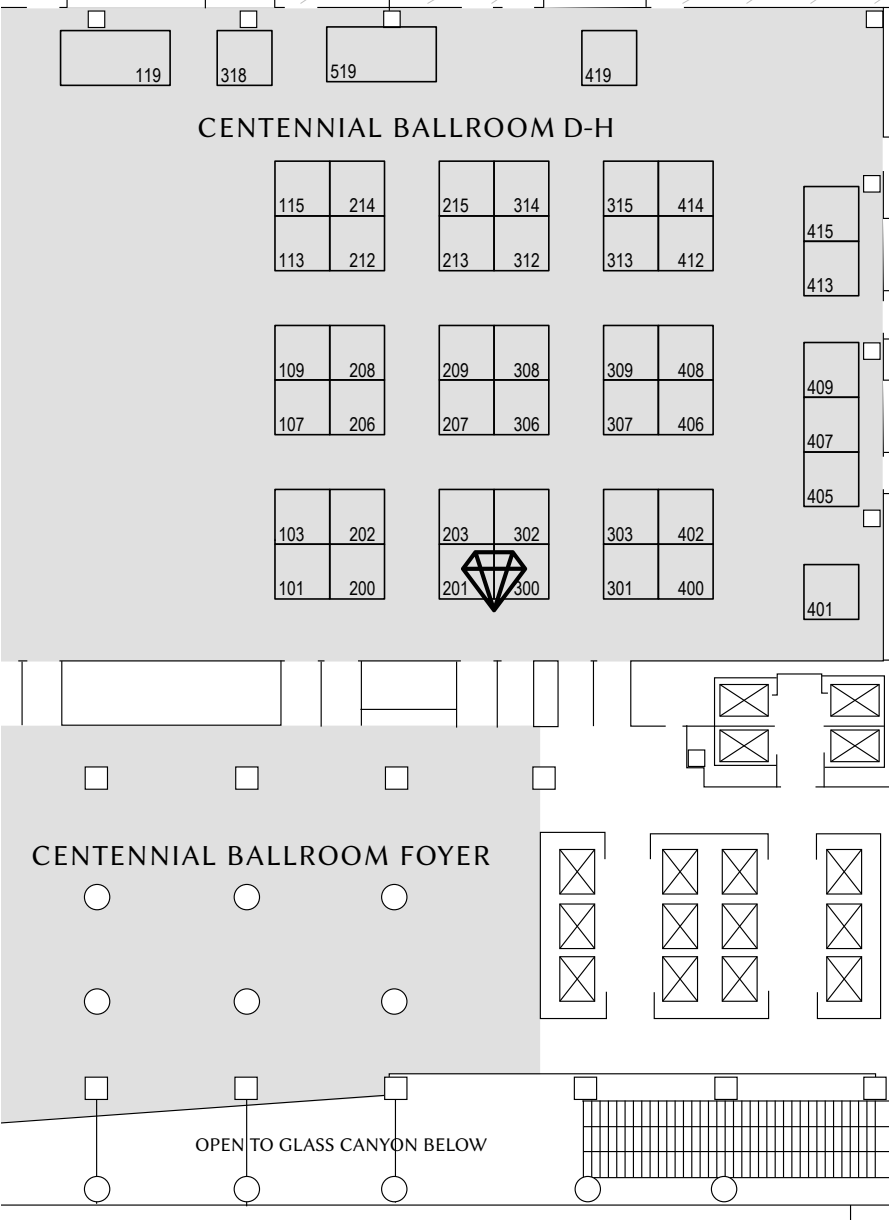 119 318 519 419
CENTENNIAL BALLROOM D-H
115 214 215 314 315 414
415
113 212 213 312 313 412
413
109 208 209 308 309 408
409
107 206 207 306 307 406
407
405
103 202 203 302 303 402
101 200 201 300 301 400
401
CENTENNIAL BALLROOM FOYER
OPEN TO GLASS CANYON BELOW